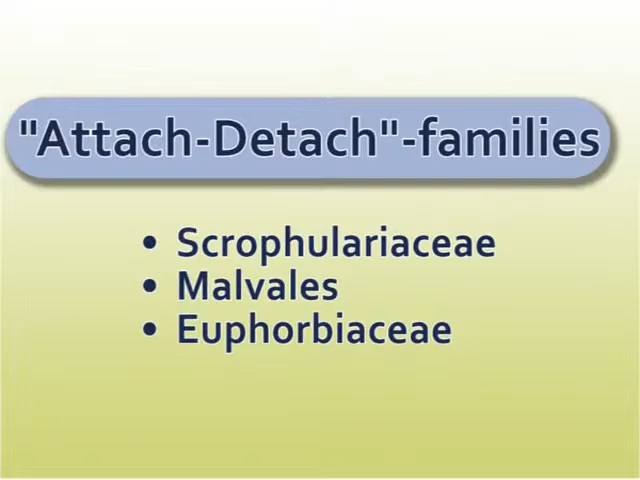 "Attach-Detach"-families
• Scrophulariaceae
• Malvales
• Euphorbiaceae